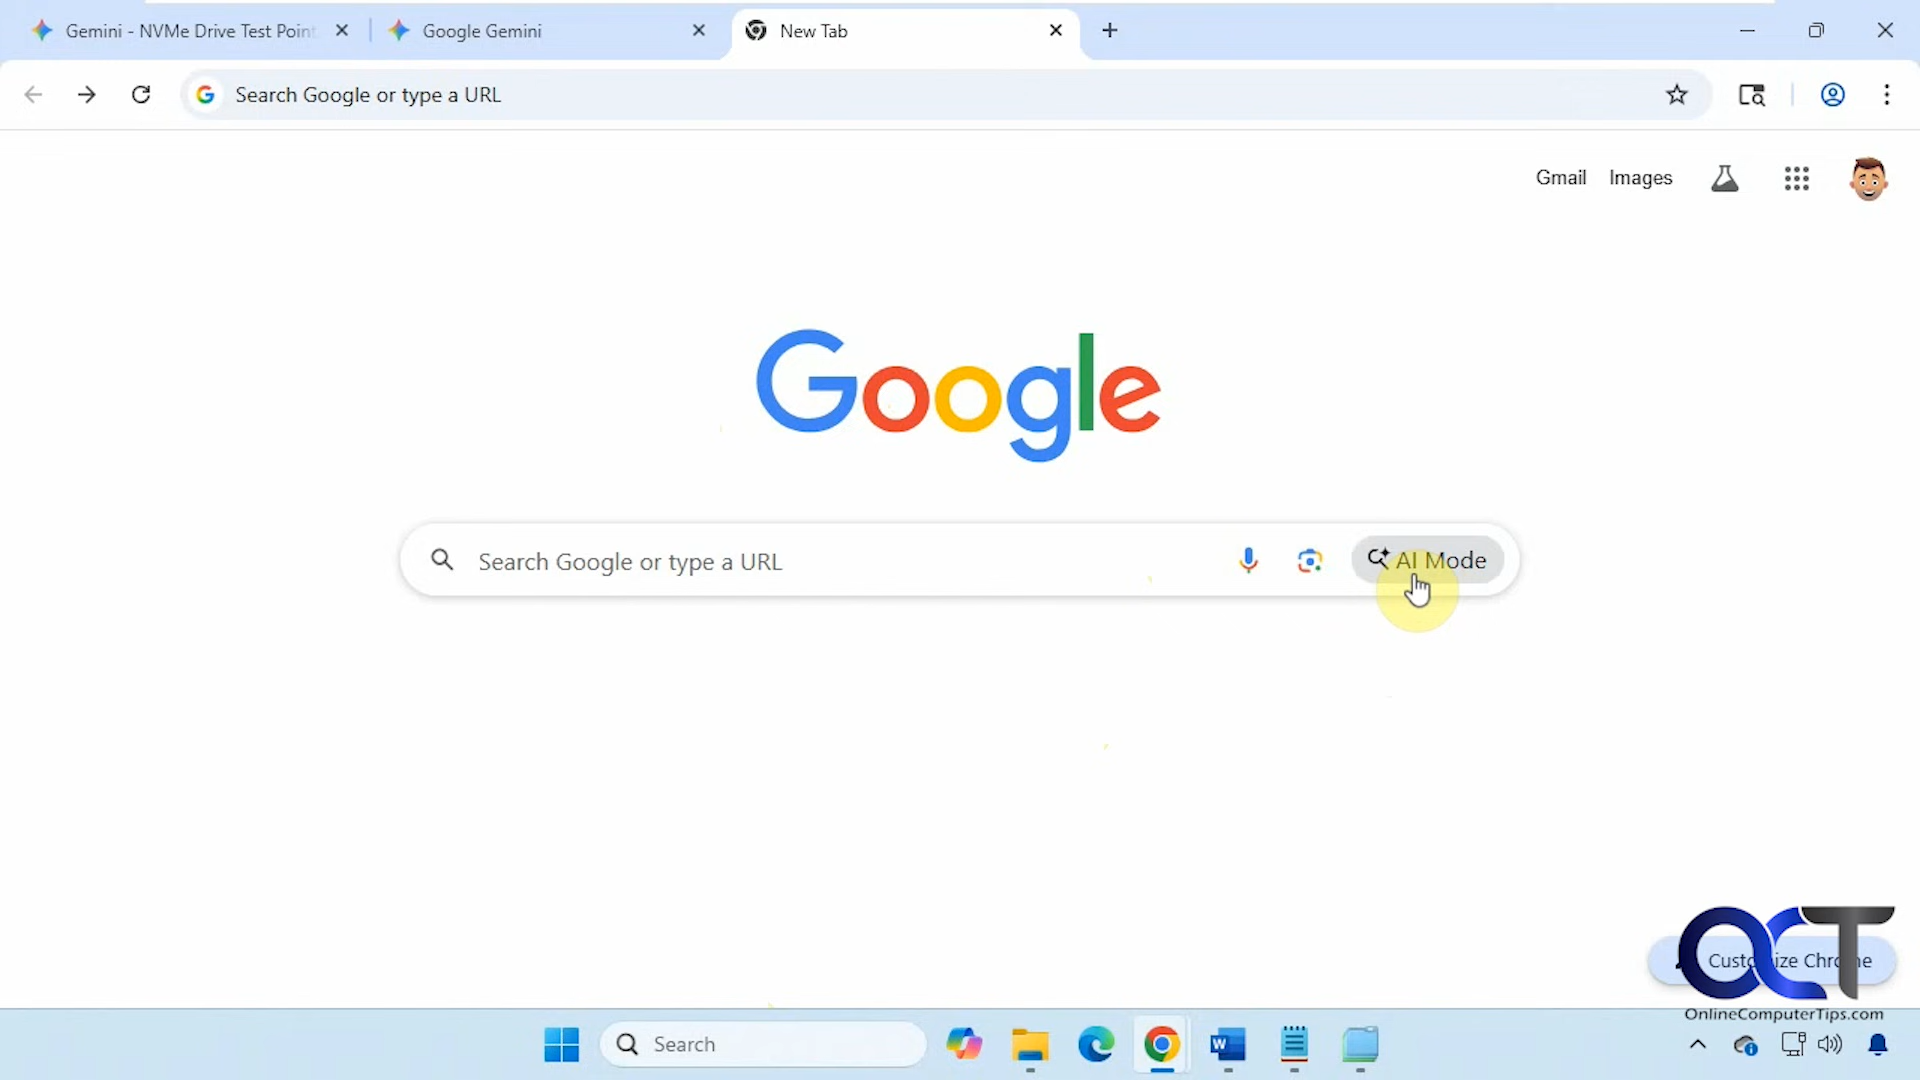 Gemini - NVMe Drive Test Point
Google Gemini
New Tab
Search Google or type a URL
Gmail
Images
Google
Search Google or type a URL
AI Mode
Customize Chrome
OCT
OnlineComputerTips.com
Search